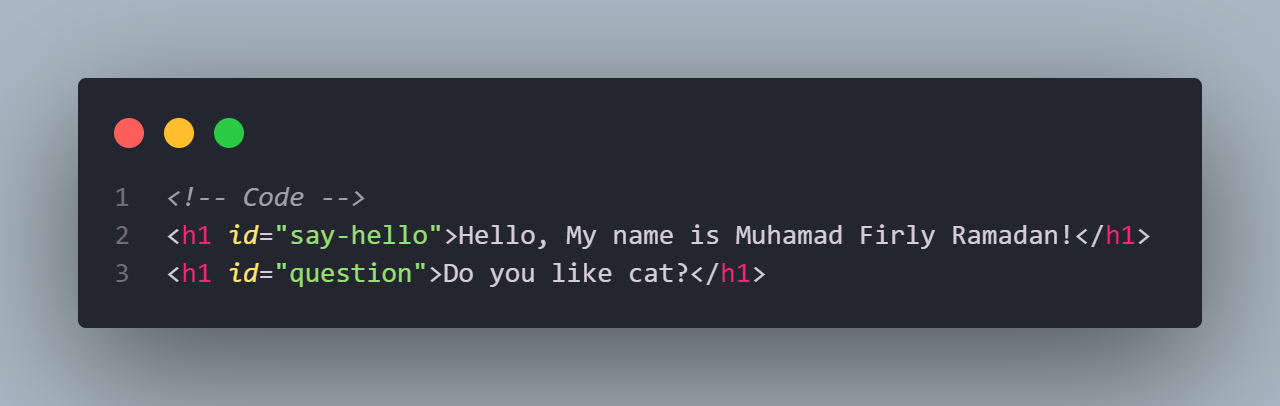 1 <!-- Code -->
2 <h1 id="say-hello">Hello, My name is Muhamad Firly Ramadan!</h1>
3 <h1 id="question">Do you like cat?</h1>